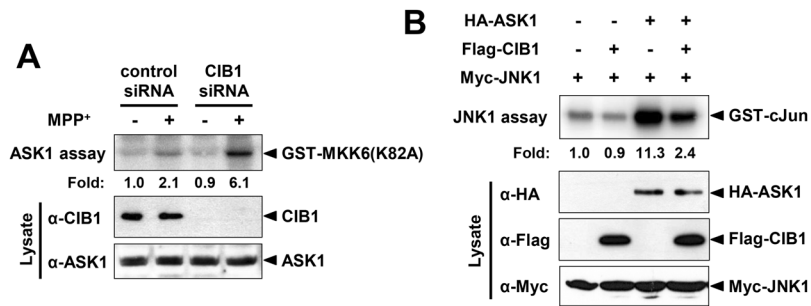 A
control siRNA
CIB1 siRNA
MPP+ - + - +
ASK1 assay GST-MKK6(K82A)
Fold: 1.0 2.1 0.9 6.1
Lysate
α-CIB1 CIB1
α-ASK1 ASK1
B
HA-ASK1 - - + +
Flag-CIB1 - + - +
Myc-JNK1 + + + +
JNK1 assay GST-cJun
Fold: 1.0 0.9 11.3 2.4
Lysate
α-HA HA-ASK1
α-Flag Flag-CIB1
α-Myc Myc-JNK1